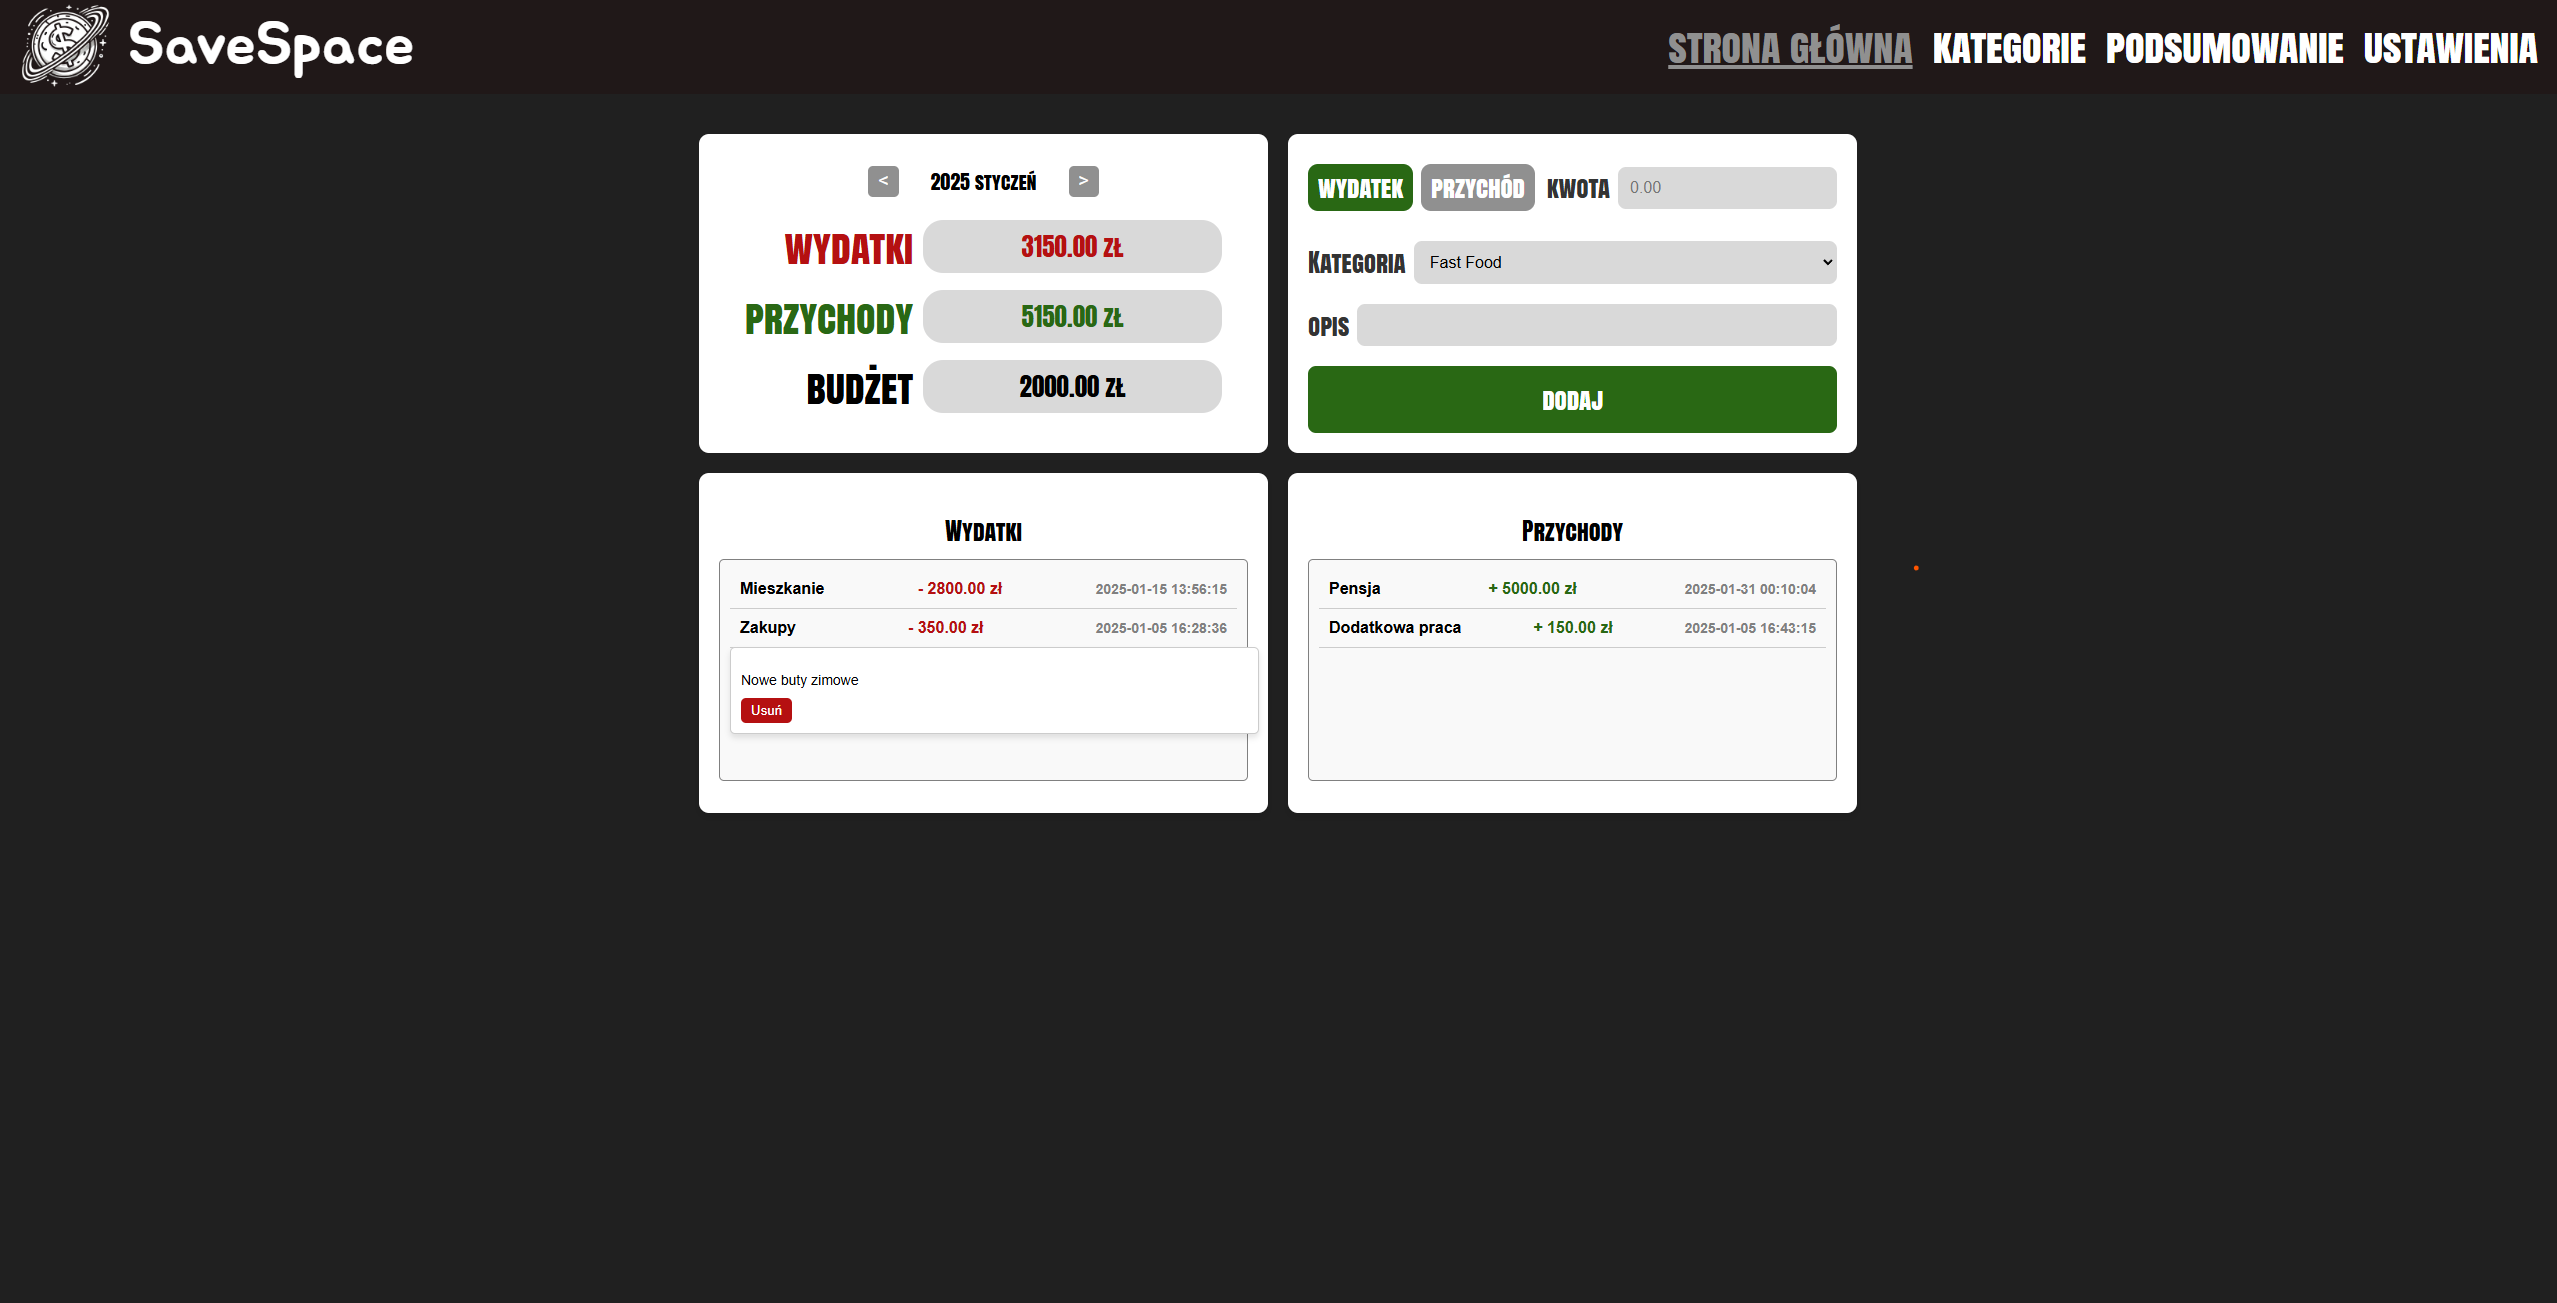 SaveSpace
STRONA GŁÓWNA KATEGORIE PODSUMOWANIE USTAWIENIA
< 2025 STYCZEŃ >
WYDATKI 3150.00 ZŁ
PRZYCHODY 5150.00 ZŁ
BUDŻET 2000.00 ZŁ
WYDATEK PRZYCHÓD KWOTA 0.00
KATEGORIA Fast Food
OPIS
DODAJ
WYDATKI
Mieszkanie - 2800.00 zł 2025-01-15 13:56:15
Zakupy - 350.00 zł 2025-01-05 16:28:36
Nowe buty zimowe
Usuń
PRZYCHODY
Pensja + 5000.00 zł 2025-01-31 00:10:04
Dodatkowa praca + 150.00 zł 2025-01-05 16:43:15